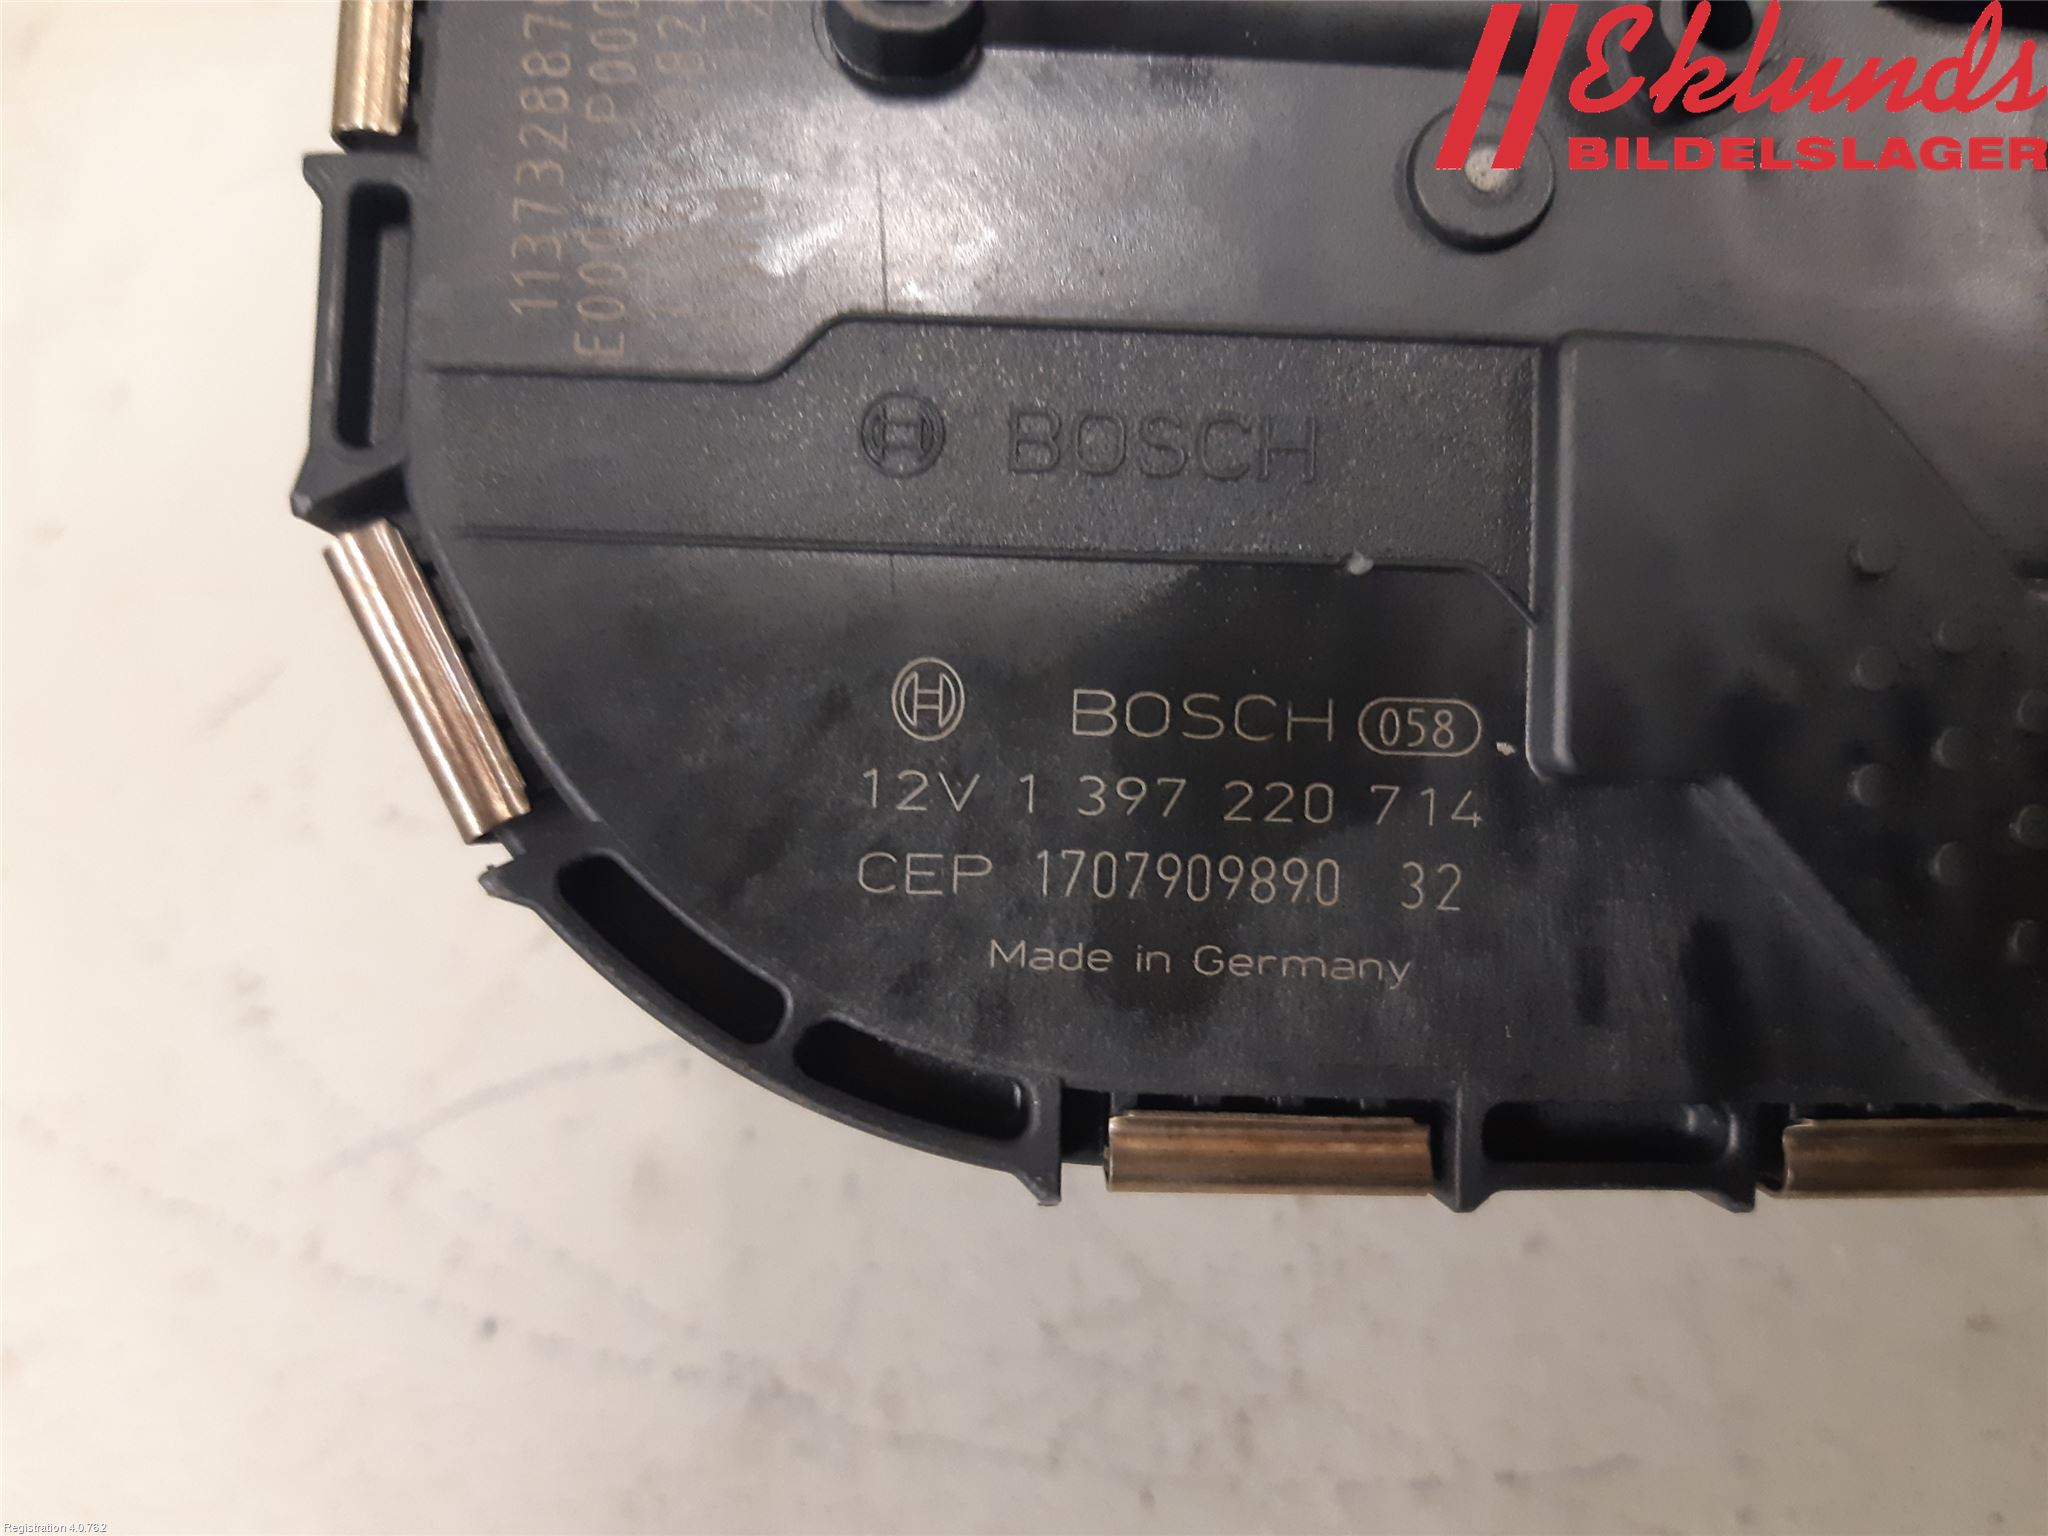 Eklunds
BILDELSLAGER
BOSCH
BOSCH 058
12V 1 397 220 714
CEP 1707909890 32
Made in Germany
Registration 4.0.762